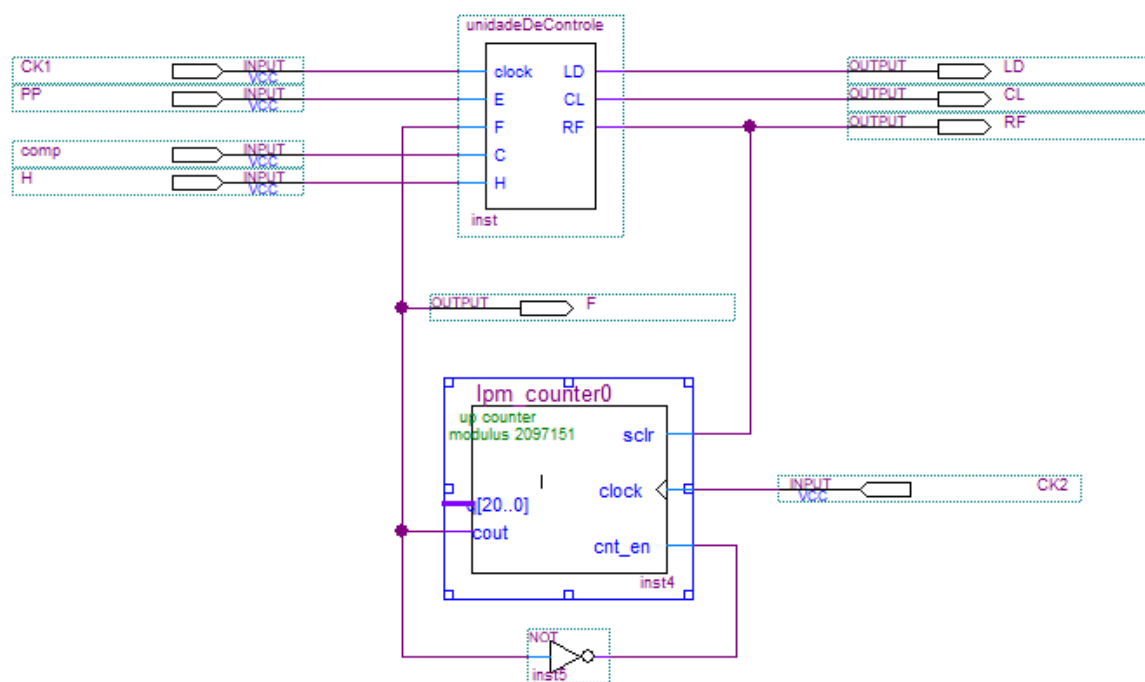 unidadeDeControle
CK1 INPUT VCC
clock LD
OUTPUT LD
PP INPUT VCC
E CL
OUTPUT CL
F RF
OUTPUT RF
comp INPUT VCC
C
H INPUT VCC
H
inst
OUTPUT F
lpm_counter0
up counter
modulus 2097151
sclr
clock
INPUT VCC CK2
q[20..0]
cout
cnt_en
inst4
NOT
inst5